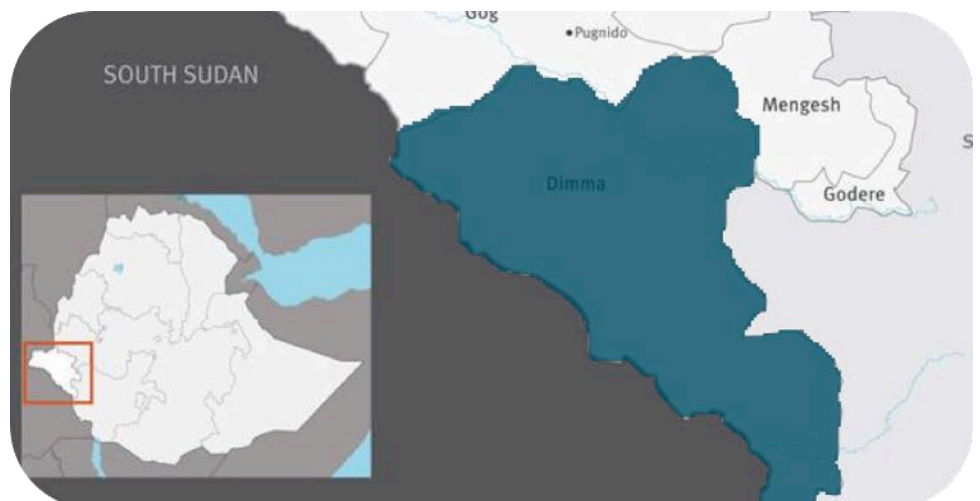 Gog
Pugnido
SOUTH SUDAN
Mengesh
S
Dimma
Godere